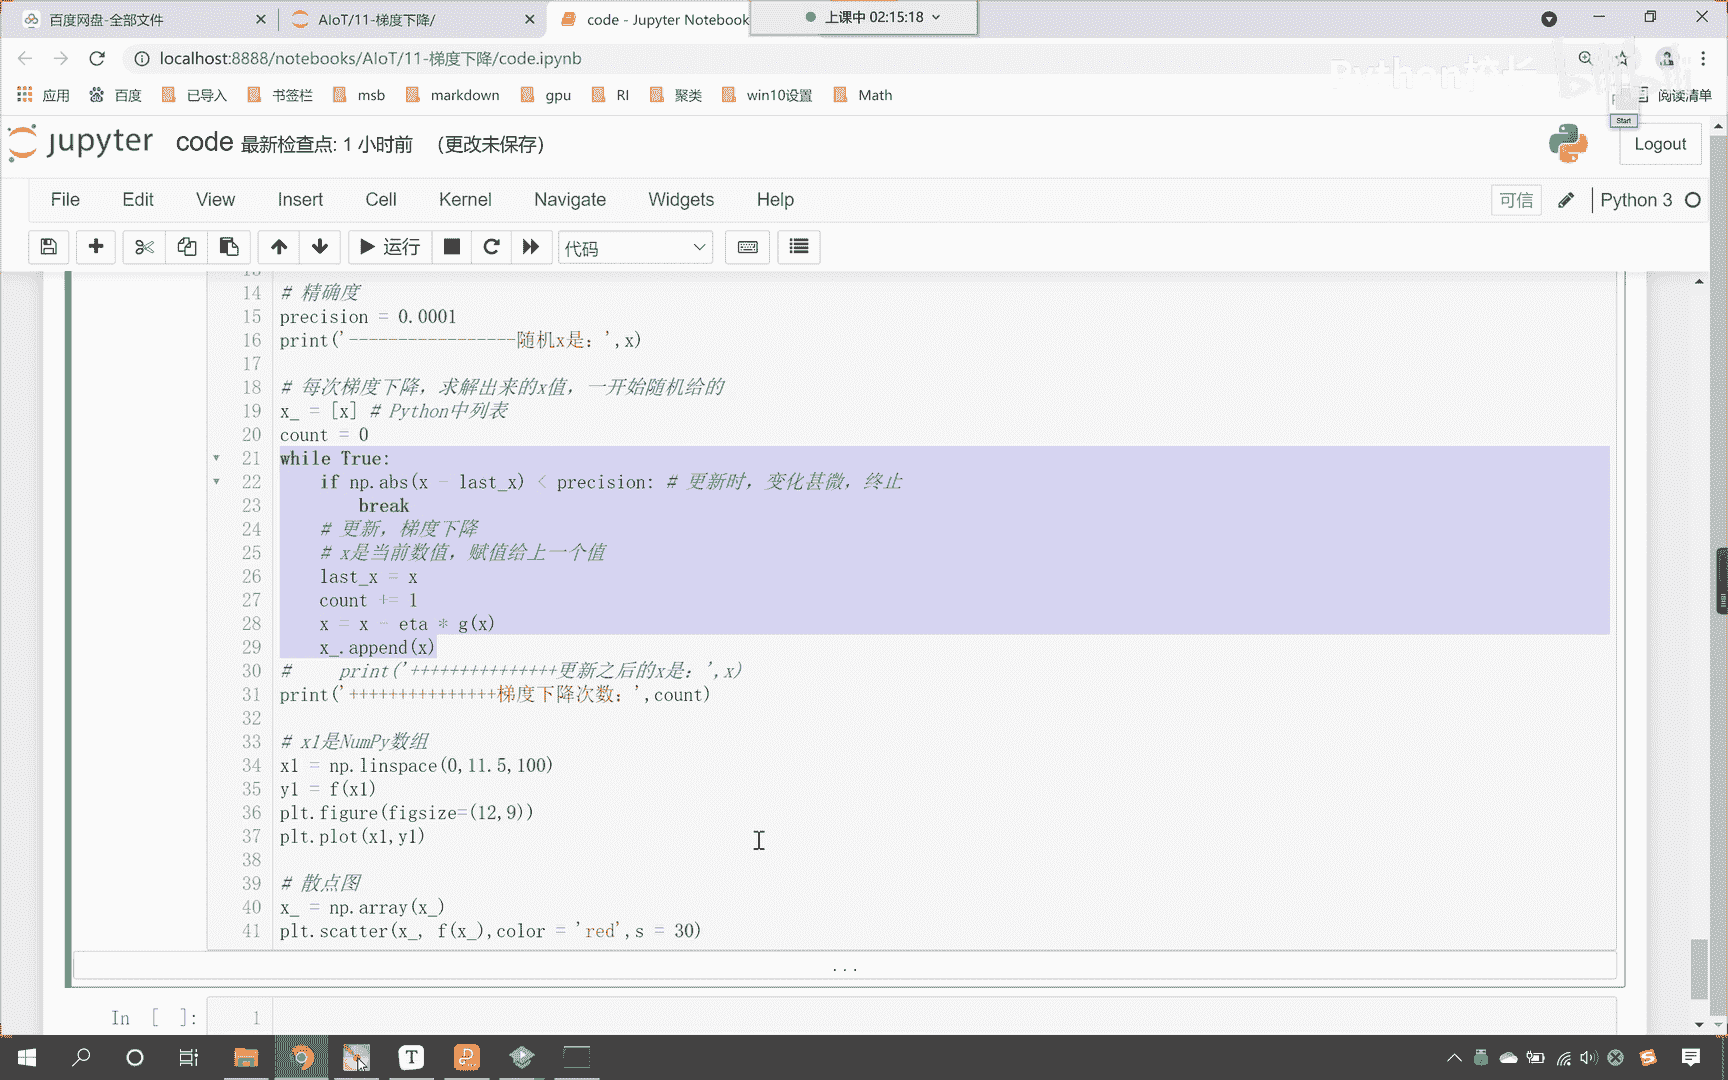 百度网盘-全部文件
AIoT/11-梯度下降/
code - Jupyter Notebook
上课中 02:15:18
localhost:8888/notebooks/AIoT/11-梯度下降/code.ipynb
应用 百度 已导入 书签栏 msb markdown gpu RI 聚类 win10设置 Math 阅读清单
Start
jupyter code 最新检查点: 1 小时前 (更改未保存)
Logout
File Edit View Insert Cell Kernel Navigate Widgets Help
可信 Python 3
运行 代码
13
14 # 精确度
15 precision = 0.0001
16 print('-----------------随机x是：',x)
17
18 # 每次梯度下降，求解出来的x值，一开始随机给的
19 x_ = [x] # Python中列表
20 count = 0
21 while True:
22 if np.abs(x - last_x) < precision: # 更新时，变化甚微，终止
23 break
24 # 更新，梯度下降
25 # x是当前数值，赋值给上一个值
26 last_x = x
27 count += 1
28 x = x - eta * g(x)
29 x_.append(x)
30 # print('+++++++++++++++更新之后的x是：',x)
31 print('+++++++++++++++梯度下降次数：',count)
32
33 # x1是NumPy数组
34 x1 = np.linspace(0,11.5,100)
35 y1 = f(x1)
36 plt.figure(figsize=(12,9))
37 plt.plot(x1,y1)
38
39 # 散点图
40 x_ = np.array(x_)
41 plt.scatter(x_, f(x_),color = 'red',s = 30)
...
In [ ]: 1